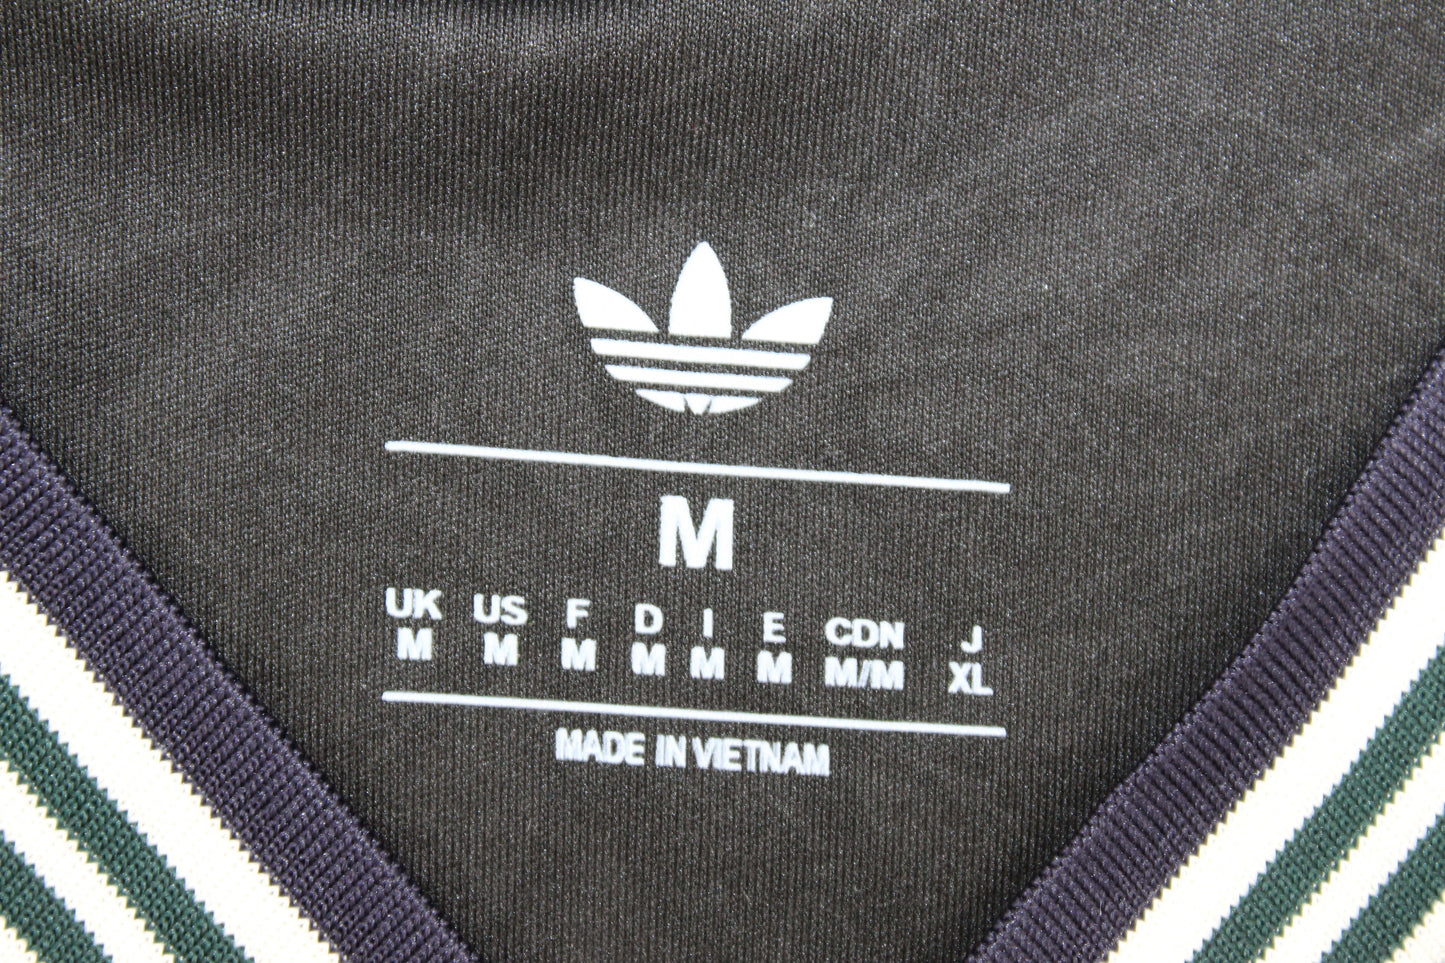 M
UK US F D I E CDN J
M M M M M M M/M XL
MADE IN VIETNAM